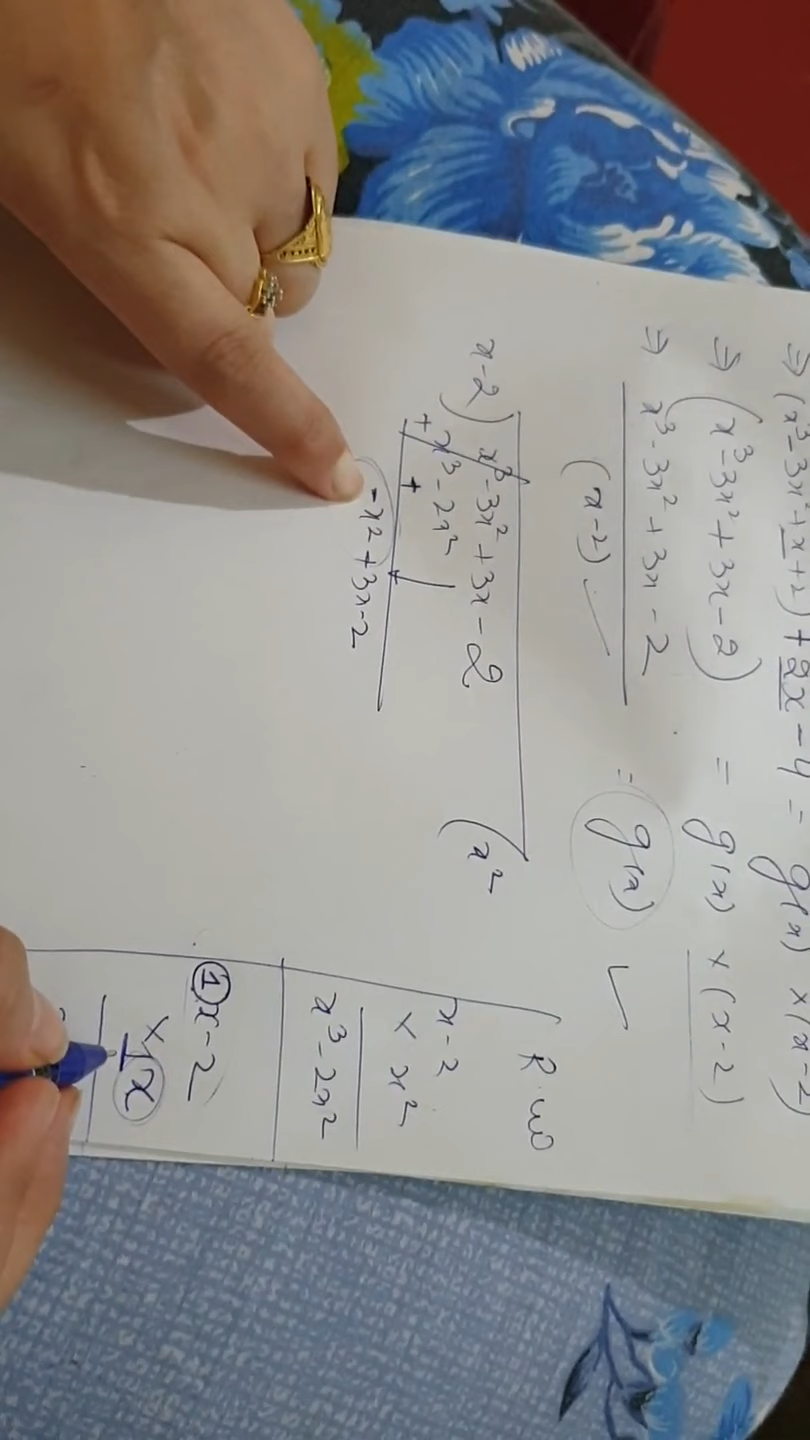 ⇒ (x³-3x²+x+2)+2x-4 = g(x) × (x-2)
⇒ (x³-3x²+3x-2) = g(x) × (x-2)
⇒ x³-3x²+3x-2 = g(x) ✓
(x-2) ✓
R.w
x-2) x³-3x²+3x-2 (x²
x³-2x²
+ +
-x²+3x-2
x-2
× x²
x³-2x²
① x-2
× -x